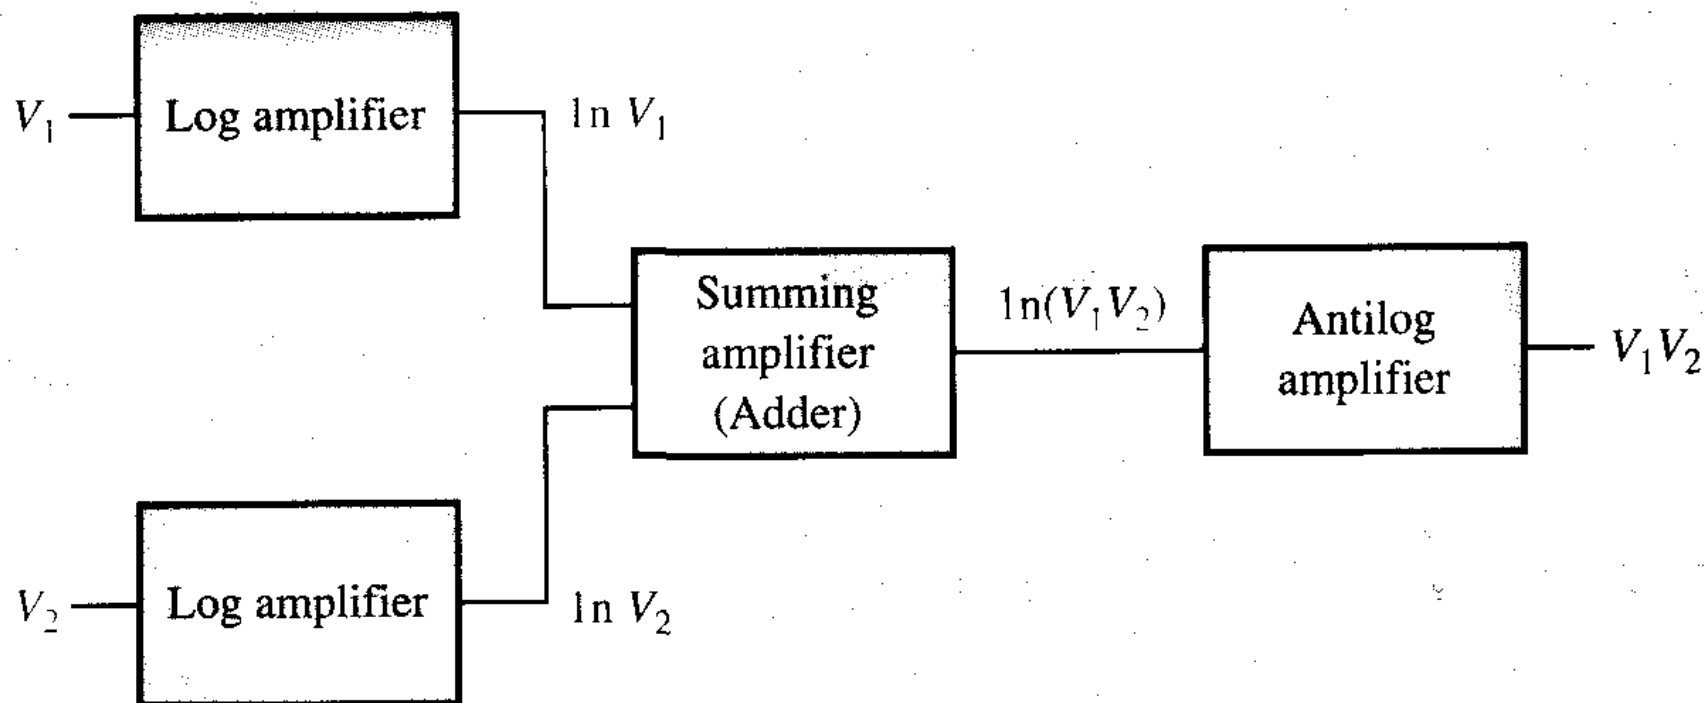 V₁
Log amplifier
ln V₁
Summing
amplifier
(Adder)
ln(V₁V₂)
Antilog
amplifier
V₁V₂
V₂
Log amplifier
ln V₂